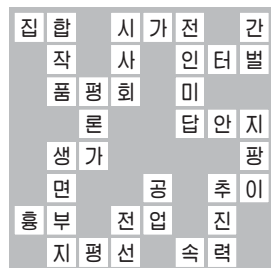 집 합 시 가 전 간
작 사 인 터 벌
품 평 회 미
론 답 안 지
생 가 팡
면 공 추 이
흉 부 전 업 진
지 평 선 속 력